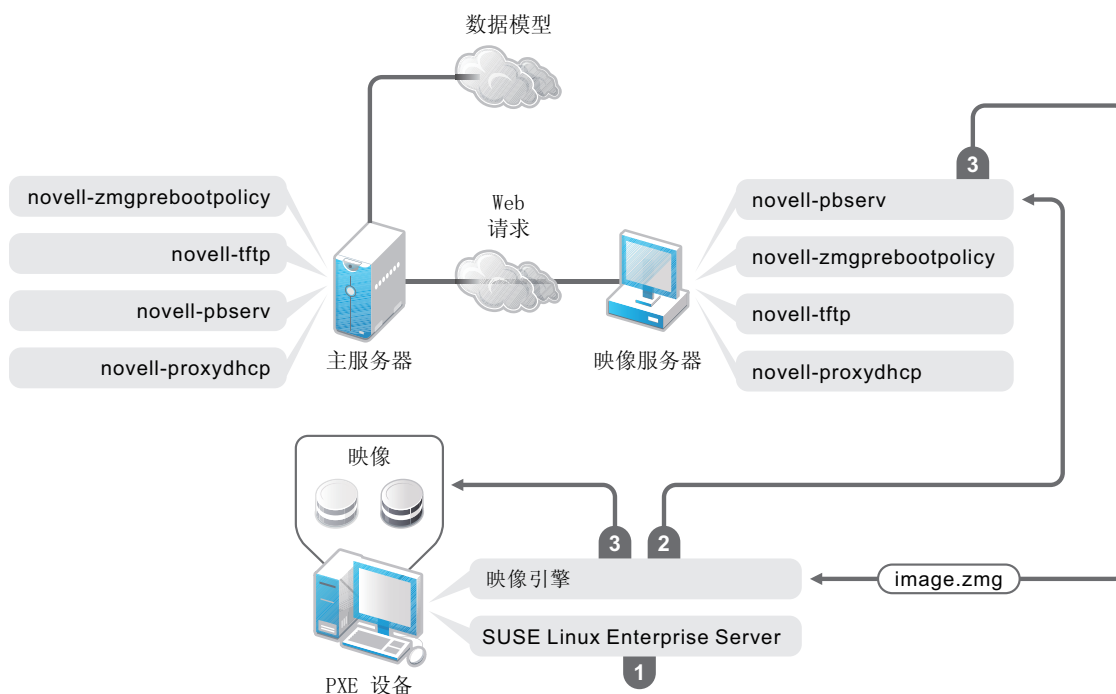 数据模型
3
novell-zmgprebootpolicy
novell-tftp
novell-pbserv
novell-proxydhcp
Web
请求
主服务器
映像服务器
novell-pbserv
novell-zmgprebootpolicy
novell-tftp
novell-proxydhcp
映像
3
2
映像引擎
image.zmg
SUSE Linux Enterprise Server
1
PXE 设备